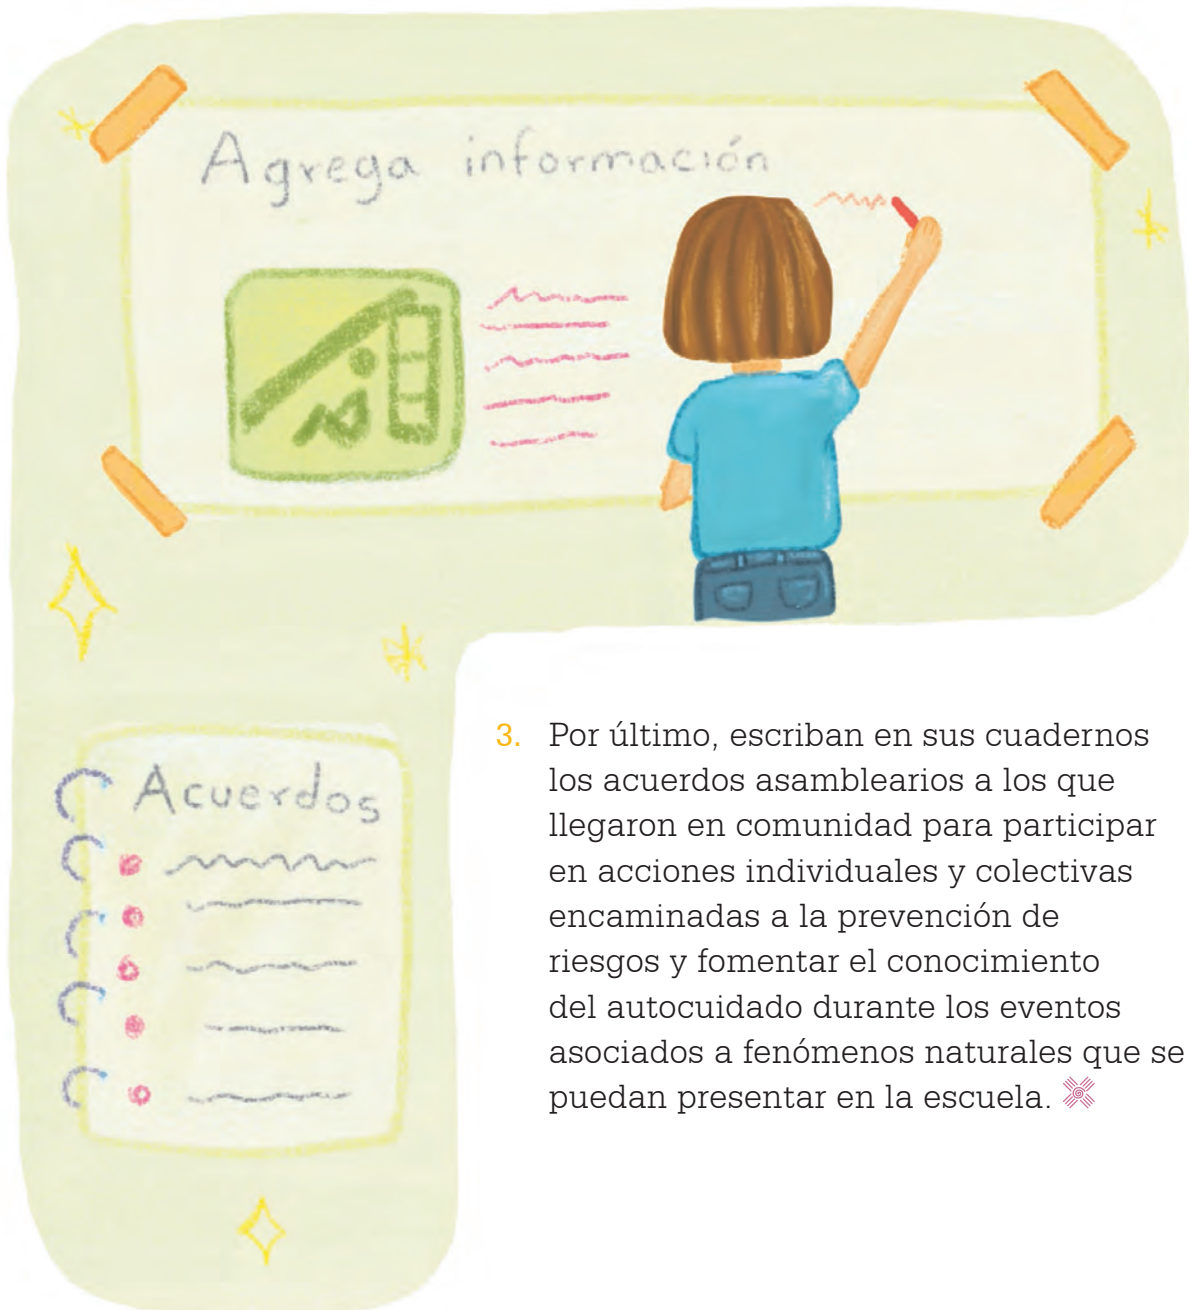 Agrega información
Acuerdos
3. Por último, escriban en sus cuadernos
los acuerdos asamblearios a los que
llegaron en comunidad para participar
en acciones individuales y colectivas
encaminadas a la prevención de
riesgos y fomentar el conocimiento
del autocuidado durante los eventos
asociados a fenómenos naturales que se
puedan presentar en la escuela.